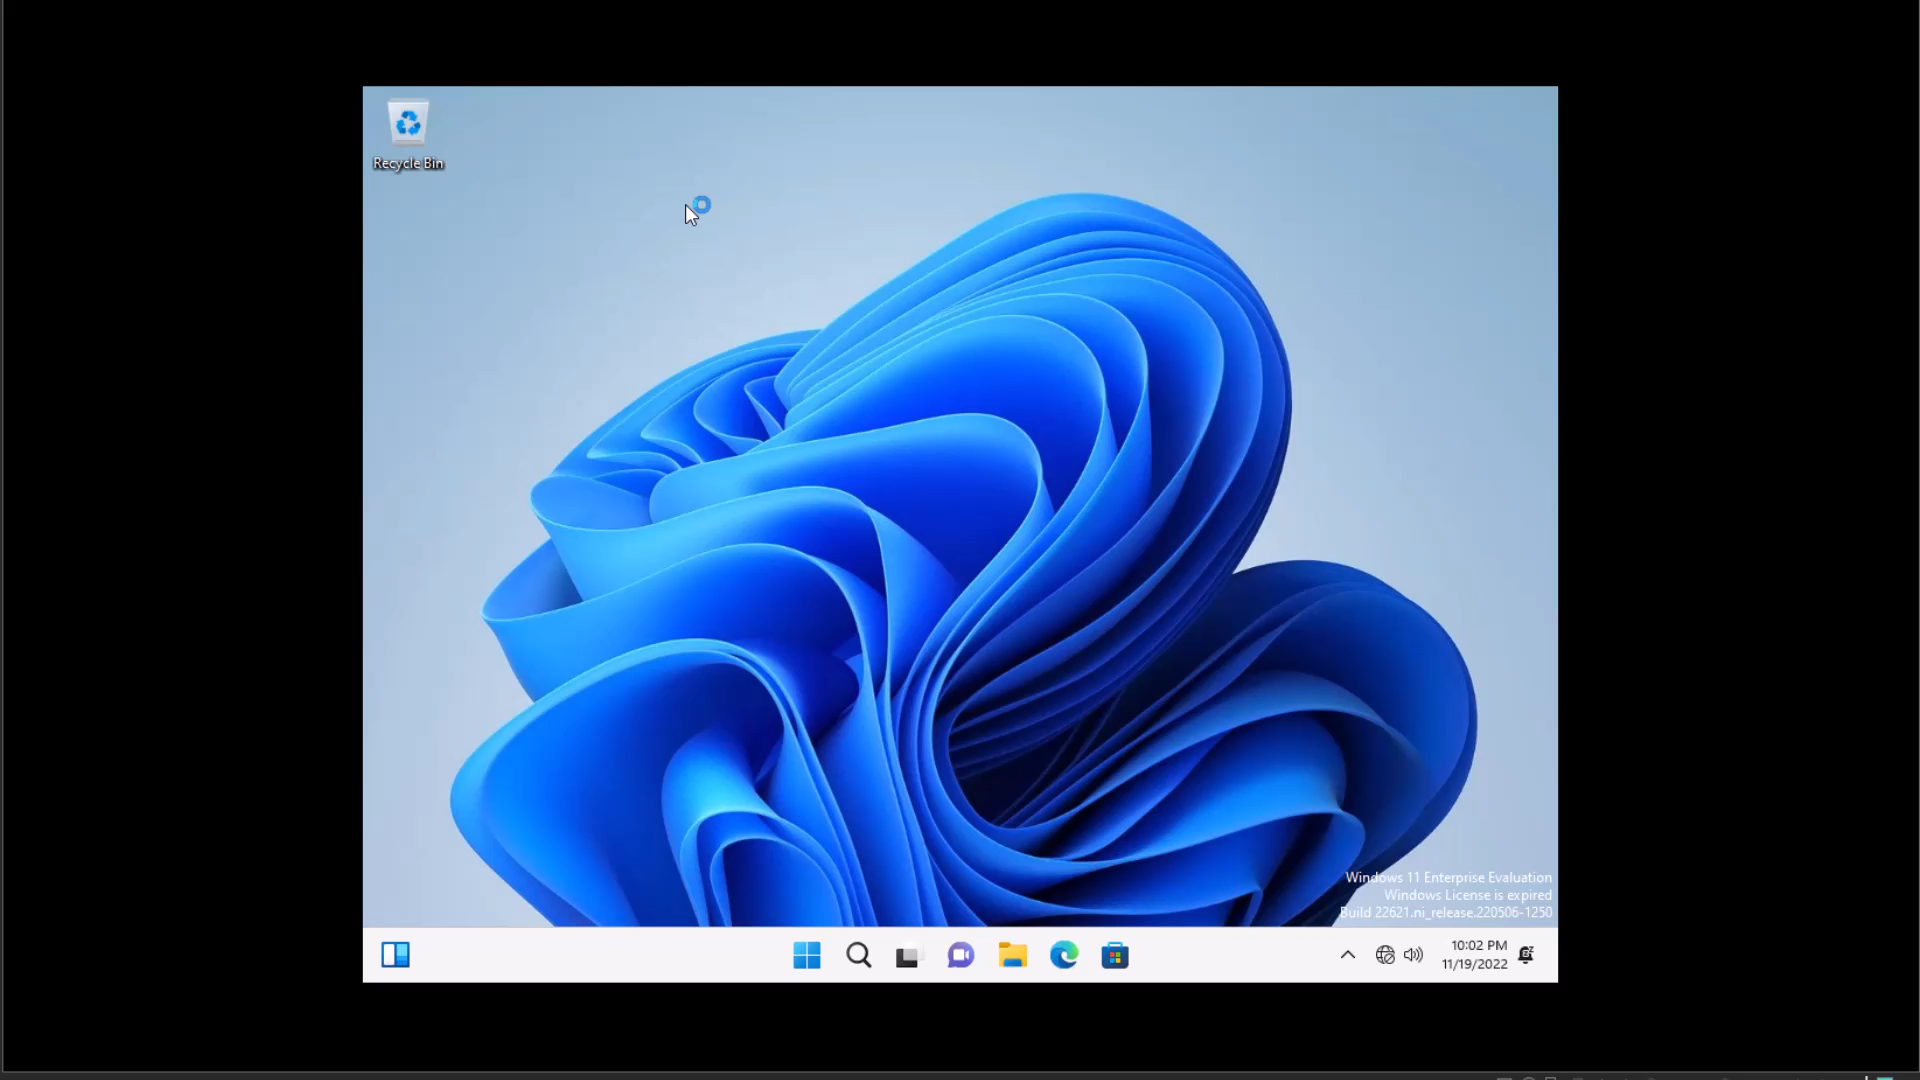 Recycle Bin
Windows 11 Enterprise Evaluation
Windows License is expired
Build 22621.ni_release.220506-1250
10:02 PM
11/19/2022